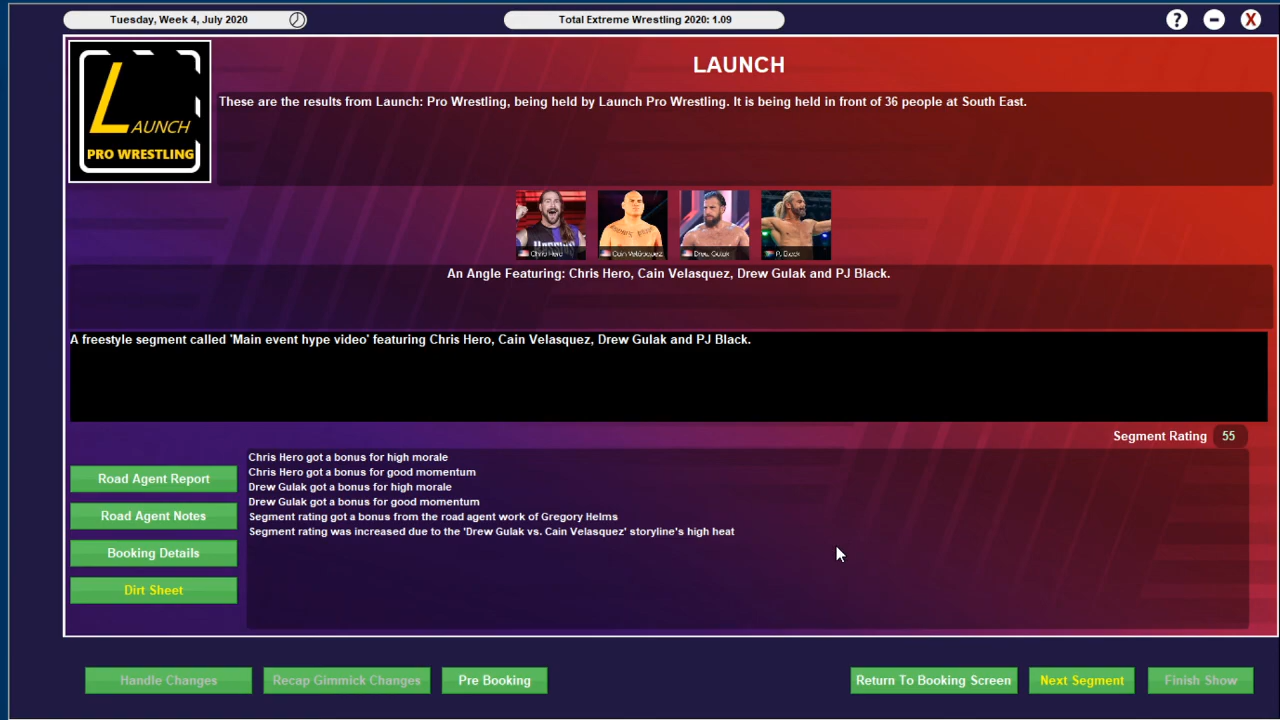 Tuesday, Week 4, July 2020
Total Extreme Wrestling 2020: 1.09
?
X
LAUNCH
LAUNCH
PRO WRESTLING
These are the results from Launch: Pro Wrestling, being held by Launch Pro Wrestling. It is being held in front of 36 people at South East.
Chris Hero
Cain Velasquez
Drew Gulak
PJ Black
An Angle Featuring: Chris Hero, Cain Velasquez, Drew Gulak and PJ Black.
A freestyle segment called 'Main event hype video' featuring Chris Hero, Cain Velasquez, Drew Gulak and PJ Black.
Segment Rating 55
Chris Hero got a bonus for high morale
Chris Hero got a bonus for good momentum
Drew Gulak got a bonus for high morale
Drew Gulak got a bonus for good momentum
Segment rating got a bonus from the road agent work of Gregory Helms
Segment rating was increased due to the 'Drew Gulak vs. Cain Velasquez' storyline's high heat
Road Agent Report
Road Agent Notes
Booking Details
Dirt Sheet
Handle Changes
Recap Gimmick Changes
Pre Booking
Return To Booking Screen
Next Segment
Finish Show